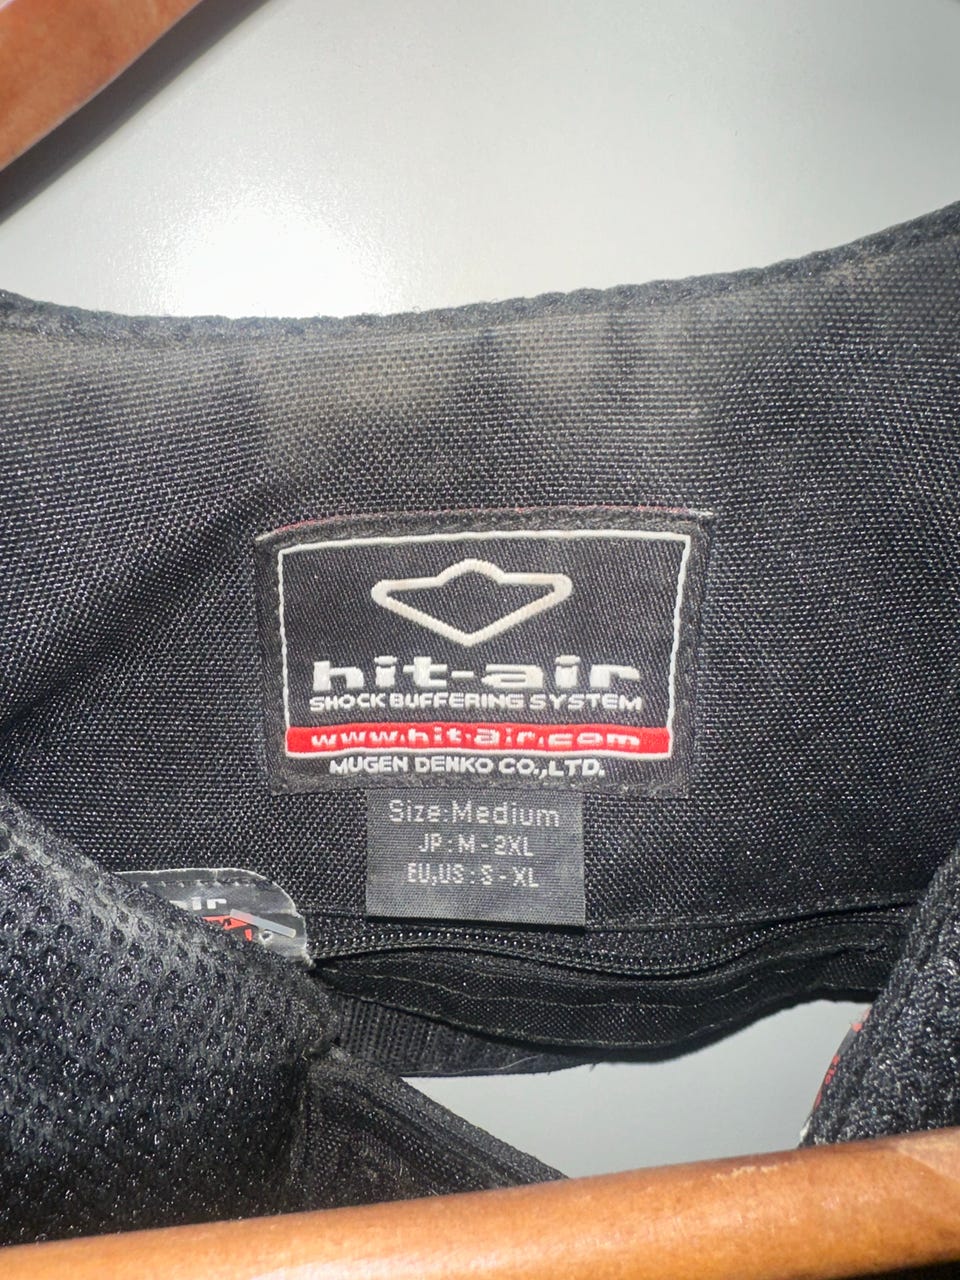 hit-air
SHOCK BUFFERING SYSTEM
www.hit-air.com
MUGEN DENKO CO.,LTD.
Size:Medium
JP : M - 2XL
EU,US : S - XL
air